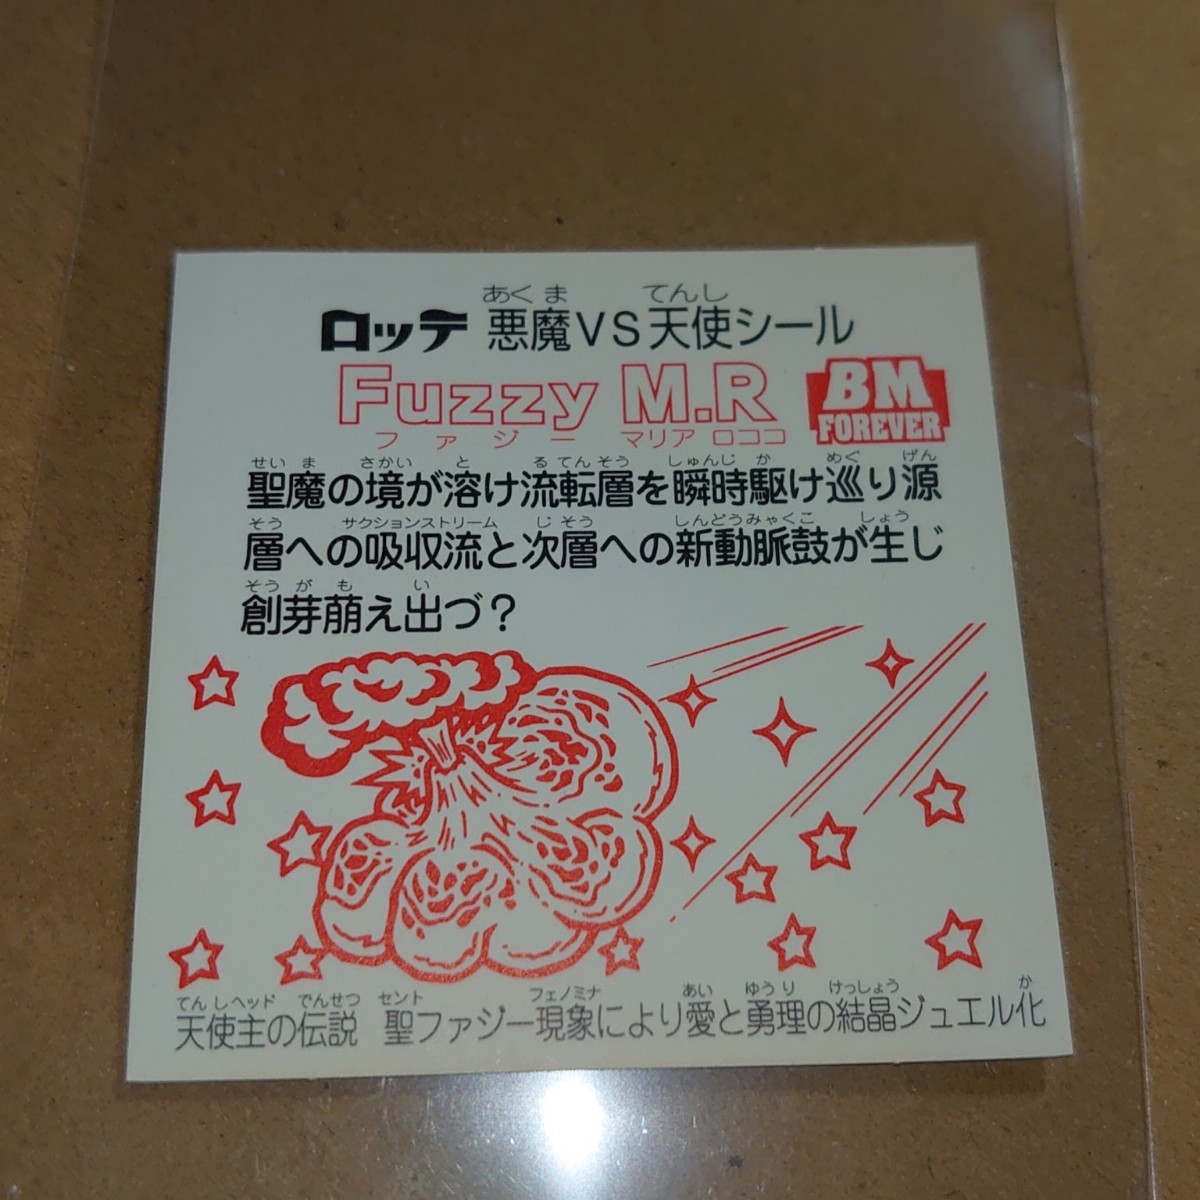 あくま てんし
ロッテ 悪魔VS天使シール
Fuzzy M.R BM
ファジー マリア ロココ FOREVER
せいま さかい と るてんそう しゅんじ か めぐ げん
聖魔の境が溶け流転層を瞬時駆け巡り源
そう サクションストリーム じそう しんどうみゃくこ しょう
層への吸収流と次層への新動脈鼓が生じ
そうが も い
創芽萌え出づ?
てんしヘッド でんせつ セント フェノミナ あい ゆうり けっしょう か
天使主の伝説 聖ファジー現象により愛と勇理の結晶ジュエル化